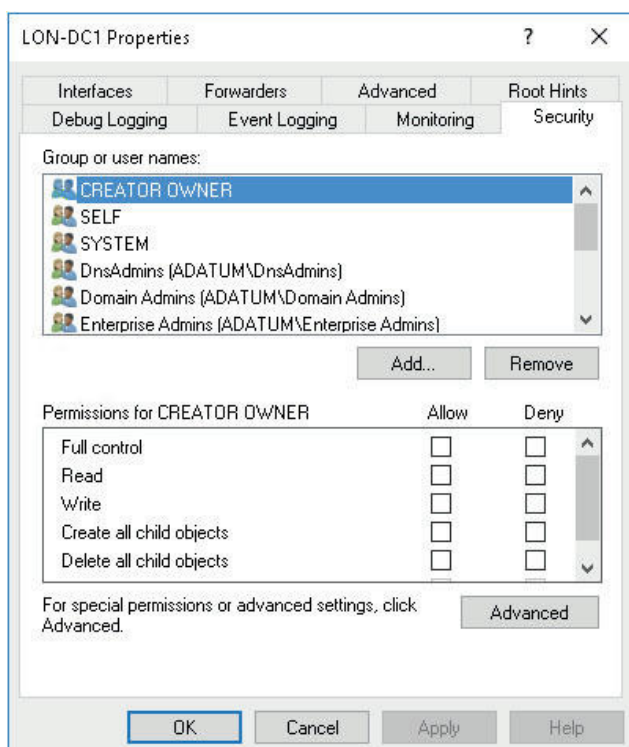 LON-DC1 Properties ? ×
Interfaces Forwarders Advanced Root Hints
Debug Logging Event Logging Monitoring Security
Group or user names:
CREATOR OWNER
SELF
SYSTEM
DnsAdmins (ADATUM\DnsAdmins)
Domain Admins (ADATUM\Domain Admins)
Enterprise Admins (ADATUM\Enterprise Admins)
Add... Remove
Permissions for CREATOR OWNER Allow Deny
Full control
Read
Write
Create all child objects
Delete all child objects
For special permissions or advanced settings, click
Advanced.
Advanced
OK Cancel Apply Help